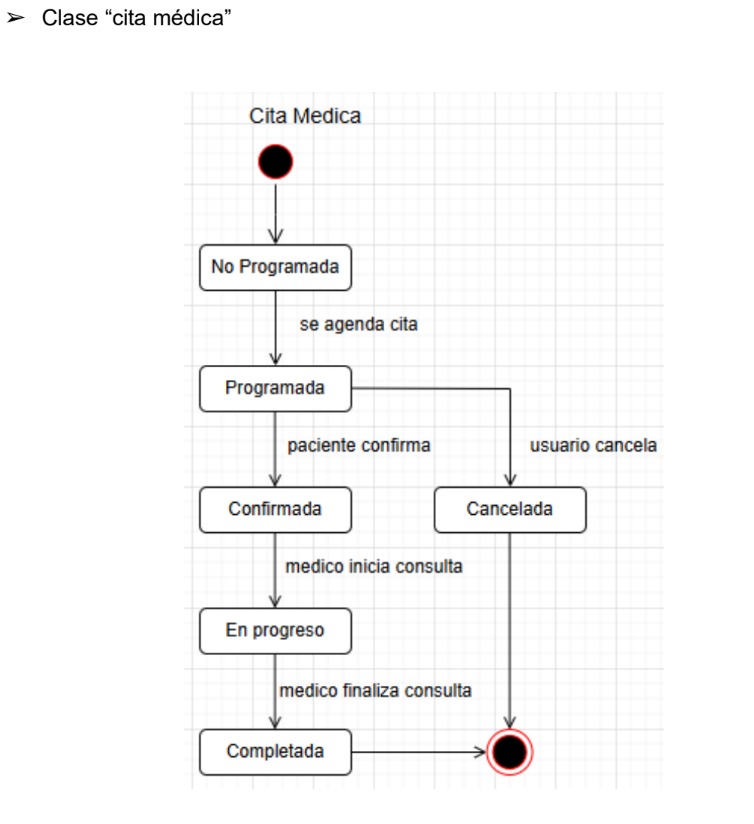 ➢ Clase “cita médica”
Cita Medica
No Programada
se agenda cita
Programada
paciente confirma
usuario cancela
Confirmada
Cancelada
medico inicia consulta
En progreso
medico finaliza consulta
Completada